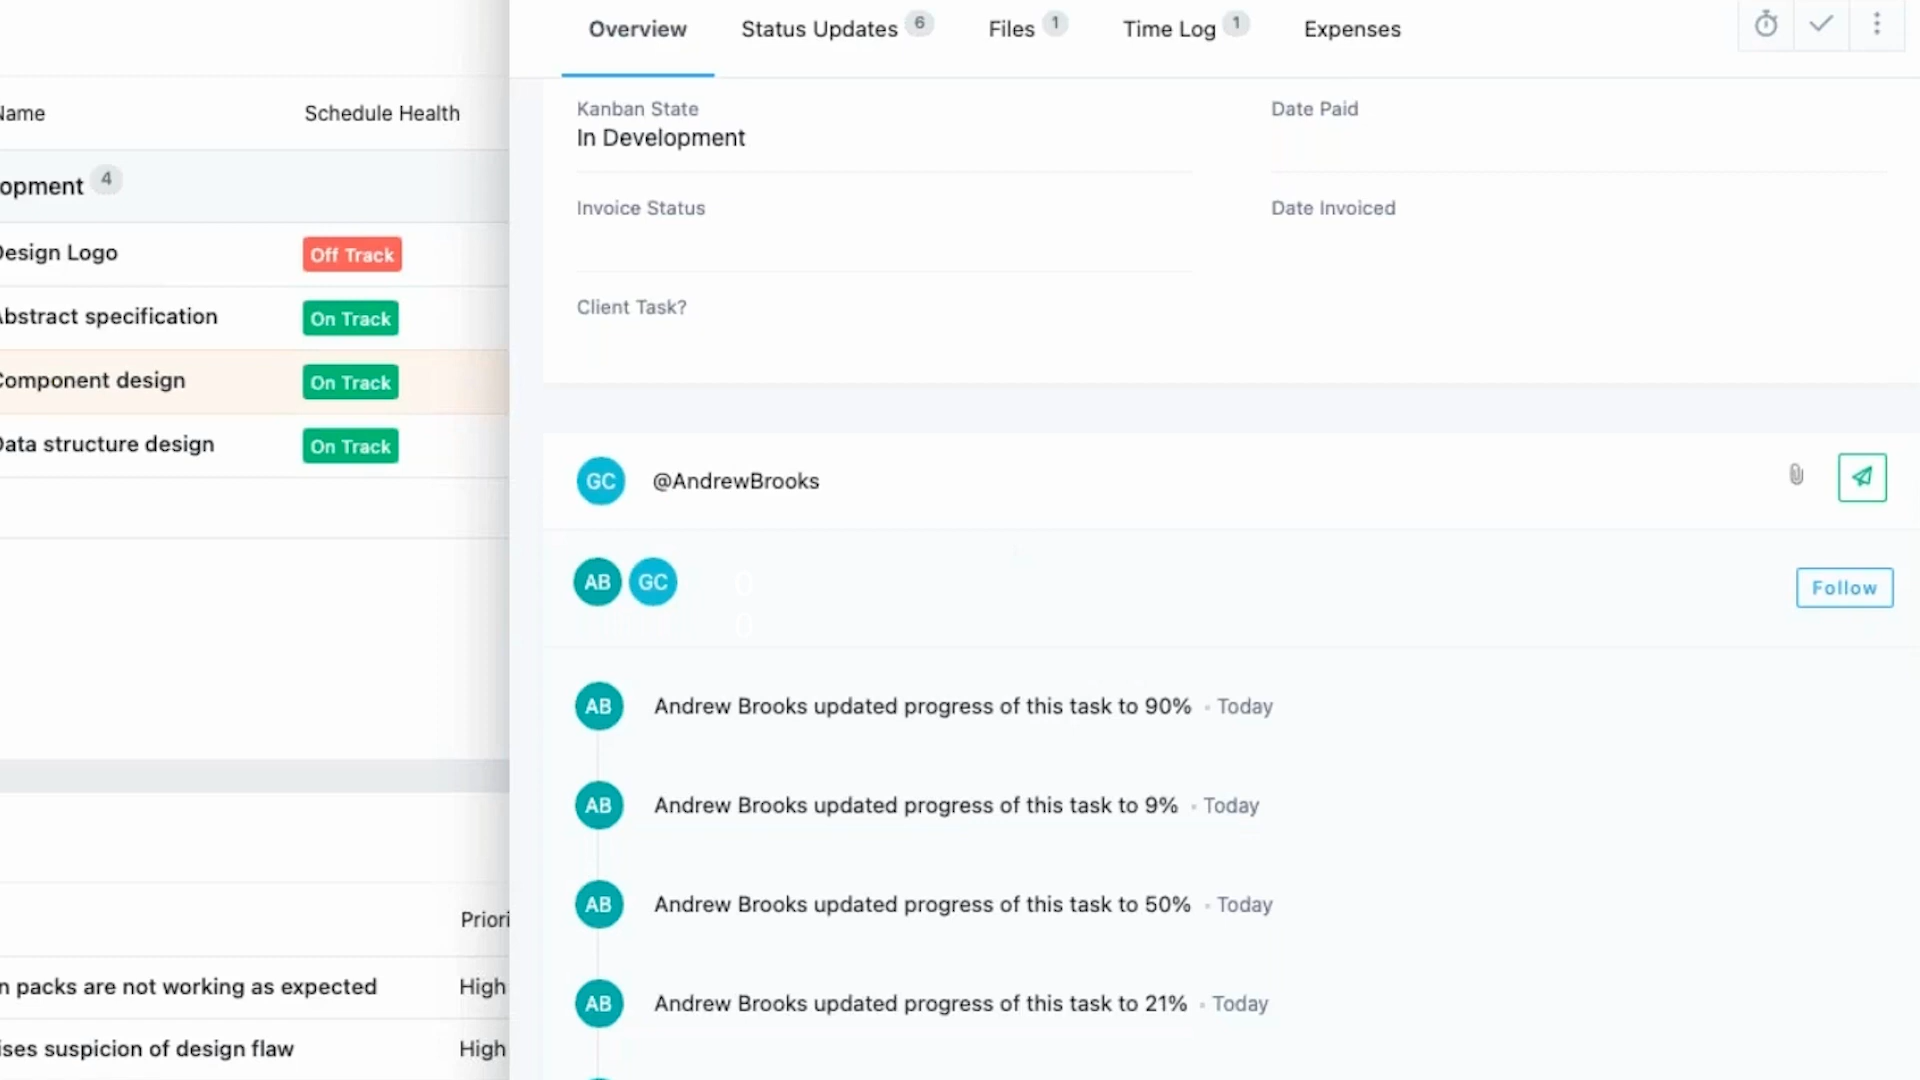 Overview
Status Updates 6
Files 1
Time Log 1
Expenses
Name
Schedule Health
opment 4
Design Logo
Off Track
Abstract specification
On Track
Component design
On Track
Data structure design
On Track
Priori
n packs are not working as expected
High
ises suspicion of design flaw
High
Kanban State
In Development
Date Paid
Invoice Status
Date Invoiced
Client Task?
GC
@AndrewBrooks
AB
GC
Follow
AB
Andrew Brooks updated progress of this task to 90% • Today
AB
Andrew Brooks updated progress of this task to 9% • Today
AB
Andrew Brooks updated progress of this task to 50% • Today
AB
Andrew Brooks updated progress of this task to 21% • Today